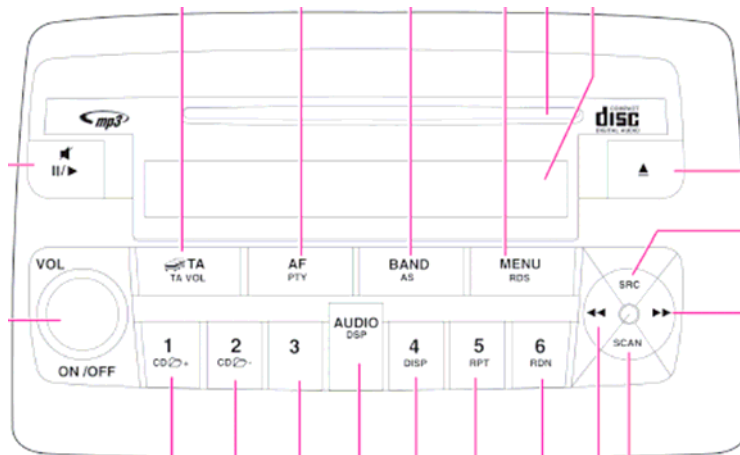 mp3
COMPACT
disc
DIGITAL AUDIO
II/►
VOL
TA
TA VOL
AF
PTY
BAND
AS
MENU
RDS
SRC
SCAN
ON /OFF
1
CD +
2
CD -
3
AUDIO
DSP
4
DISP
5
RPT
6
RDN